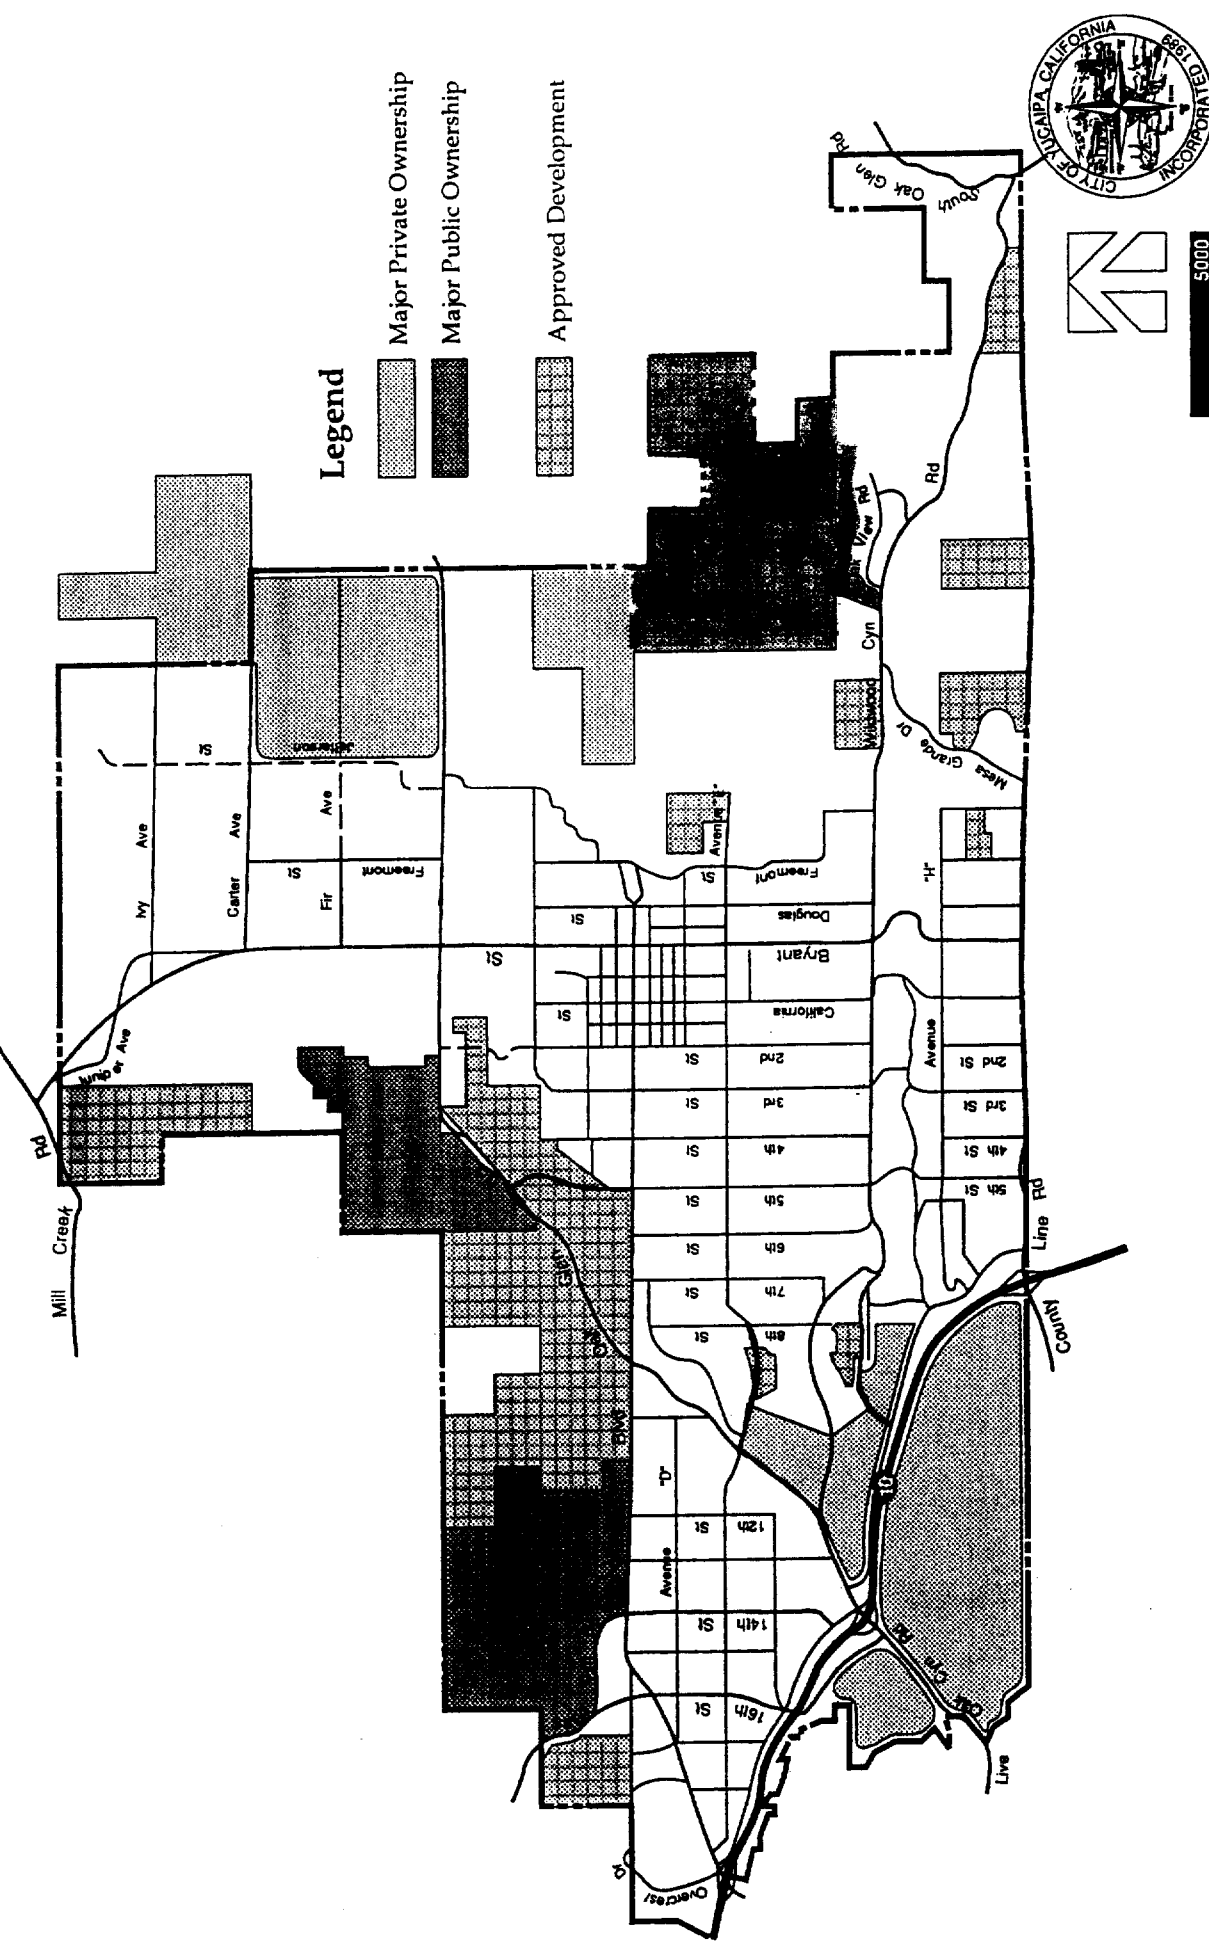 Legend
Major Private Ownership
Major Public Ownership
Approved Development
CITY OF YUCAIPA, CALIFORNIA
INCORPORATED 1989
5000
Mill Creek Rd
Juniper Ave
Ivy Ave
Carter Ave
Fir Ave
Jefferson St
Fremont St
Bryant St
Douglas St
California St
Fremont St
Avenue "E"
2nd St
3rd St
4th St
5th St
6th St
7th St
8th St
12th St
14th St
16th St
Avenue "D"
Avenue "H"
2nd St
3rd St
4th St
5th St
Oak Glen
Blvd
Wildwood Cyn Rd
View Rd
Mesa Grande Dr
South Oak Glen Rd
County Line Rd
10
Live Oak Cyn Rd
Overcrest Dr